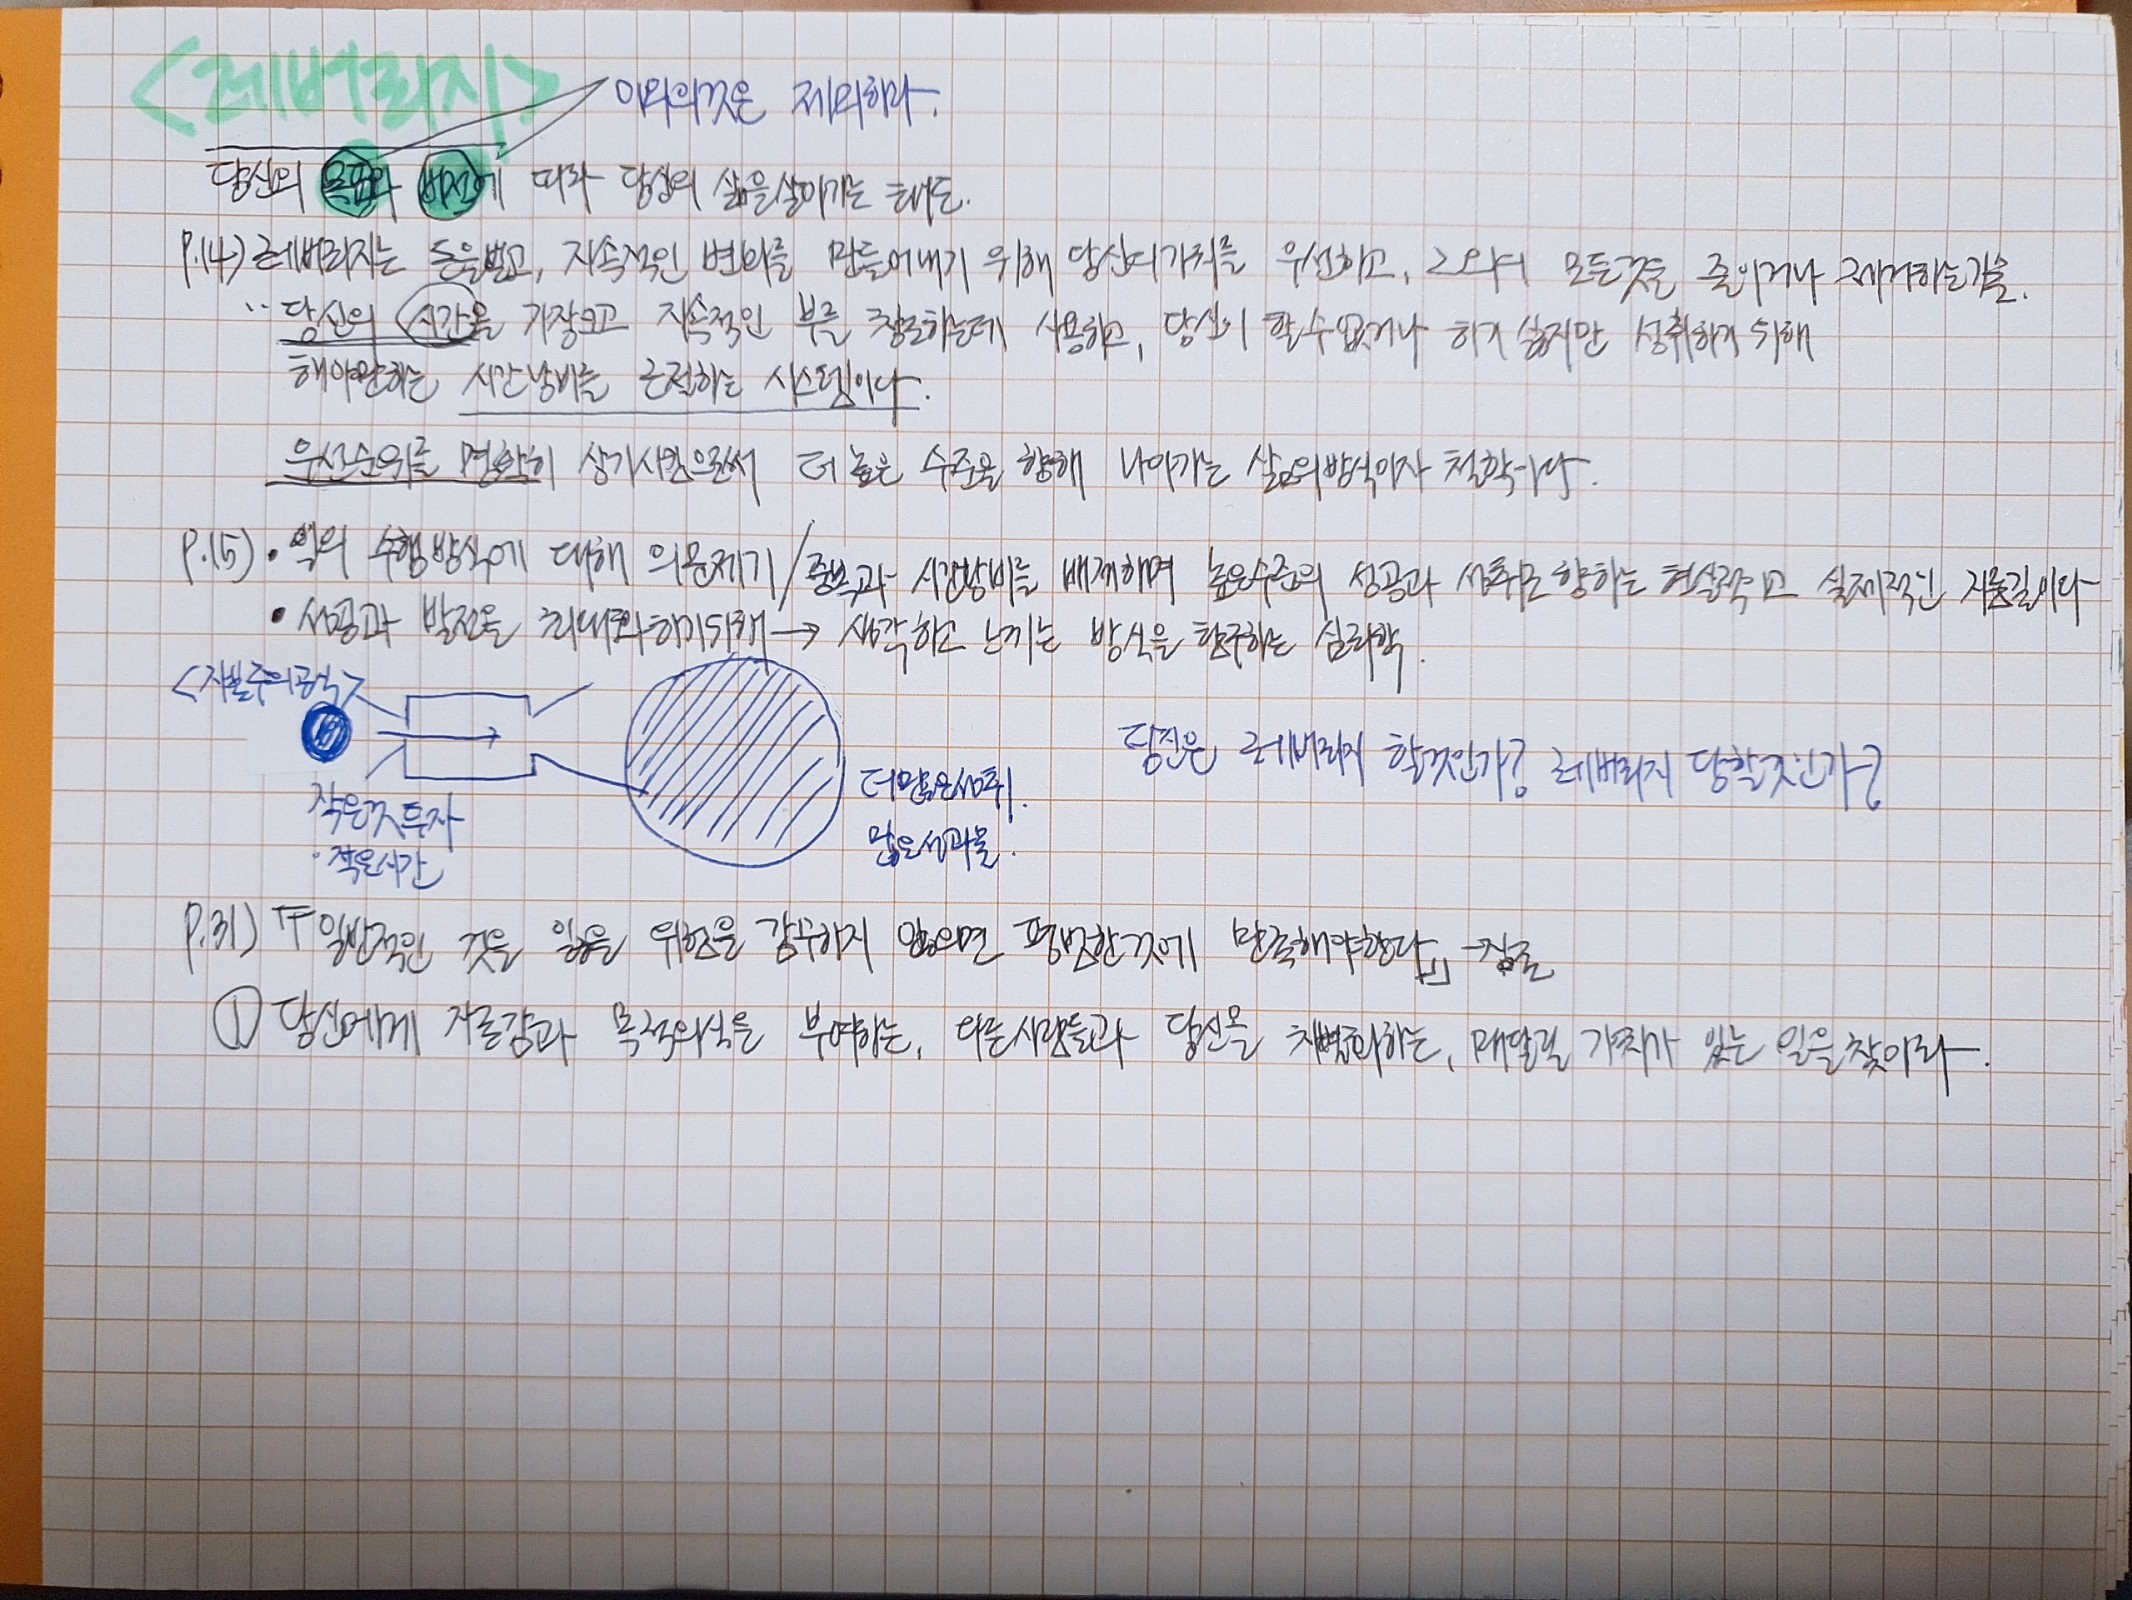 <레버리지>
이외의것은 제외하라.
당신의 목표와 비전에 따라 당신의 삶을살아가는 태도.
P.14) 레버리지는 돈을벌고, 지속적인 변화를 만들어내기 위해 당신의가치를 우선하고, 그외의 모든것을 줄이거나 제거하는기술.
당신의 시간을 가장크고 지속적인 부를 창조하는데 사용하고, 당신이 할수없거나 하기 싫지만 성취하기 위해
해야만하는 시간낭비를 근절하는 시스템이다.
우선순위를 명확히 상기시킴으로써 더 높은 수준을 향해 나아가는 삶의방식이자 철학이다.
P.15) • 일의 수행방식에 대해 의문제기 / 중복과 시간낭비를 배제하며 높은수준의 성공과 성취로 향하는 현실적이고 실제적인 지름길이다
• 성공과 발전을 최대화하기위해 → 생각하고 느끼는 방식을 탐구하는 심리학.
<자본주의공식>
당신은 레버리지 할것인가? 레버리지 당할것인가?
더많은성취.
작은것투자
많은성과물.
· 적은시간
P.31) 『일반적인 것을 잃을 위험을 감수하지 않으면 평범한것에 만족해야한다』 -짐론
① 당신에게 자존감과 목적의식을 부여하는, 다른사람들과 당신을 차별화하는, 매달릴 가치가 있는 일을찾아라.